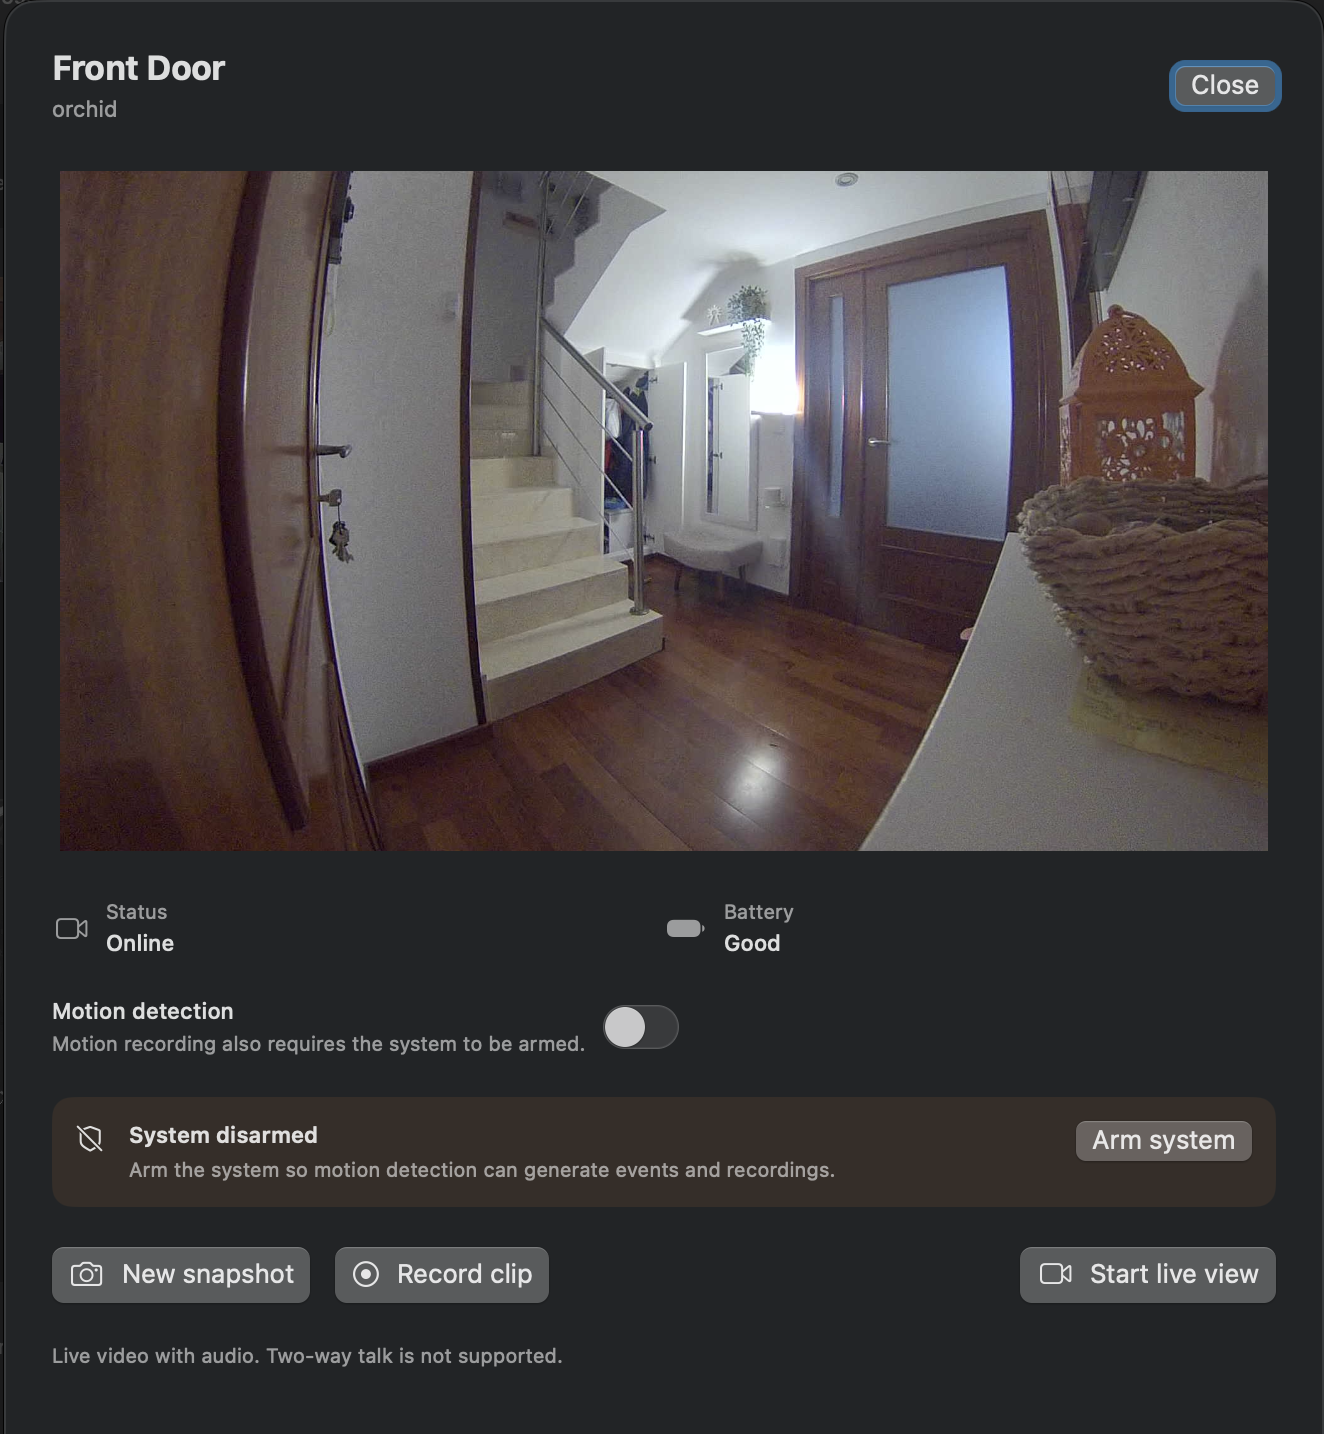 Front Door
orchid
Close
Status
Online
Battery
Good
Motion detection
Motion recording also requires the system to be armed.
System disarmed
Arm the system so motion detection can generate events and recordings.
Arm system
New snapshot
Record clip
Start live view
Live video with audio. Two-way talk is not supported.